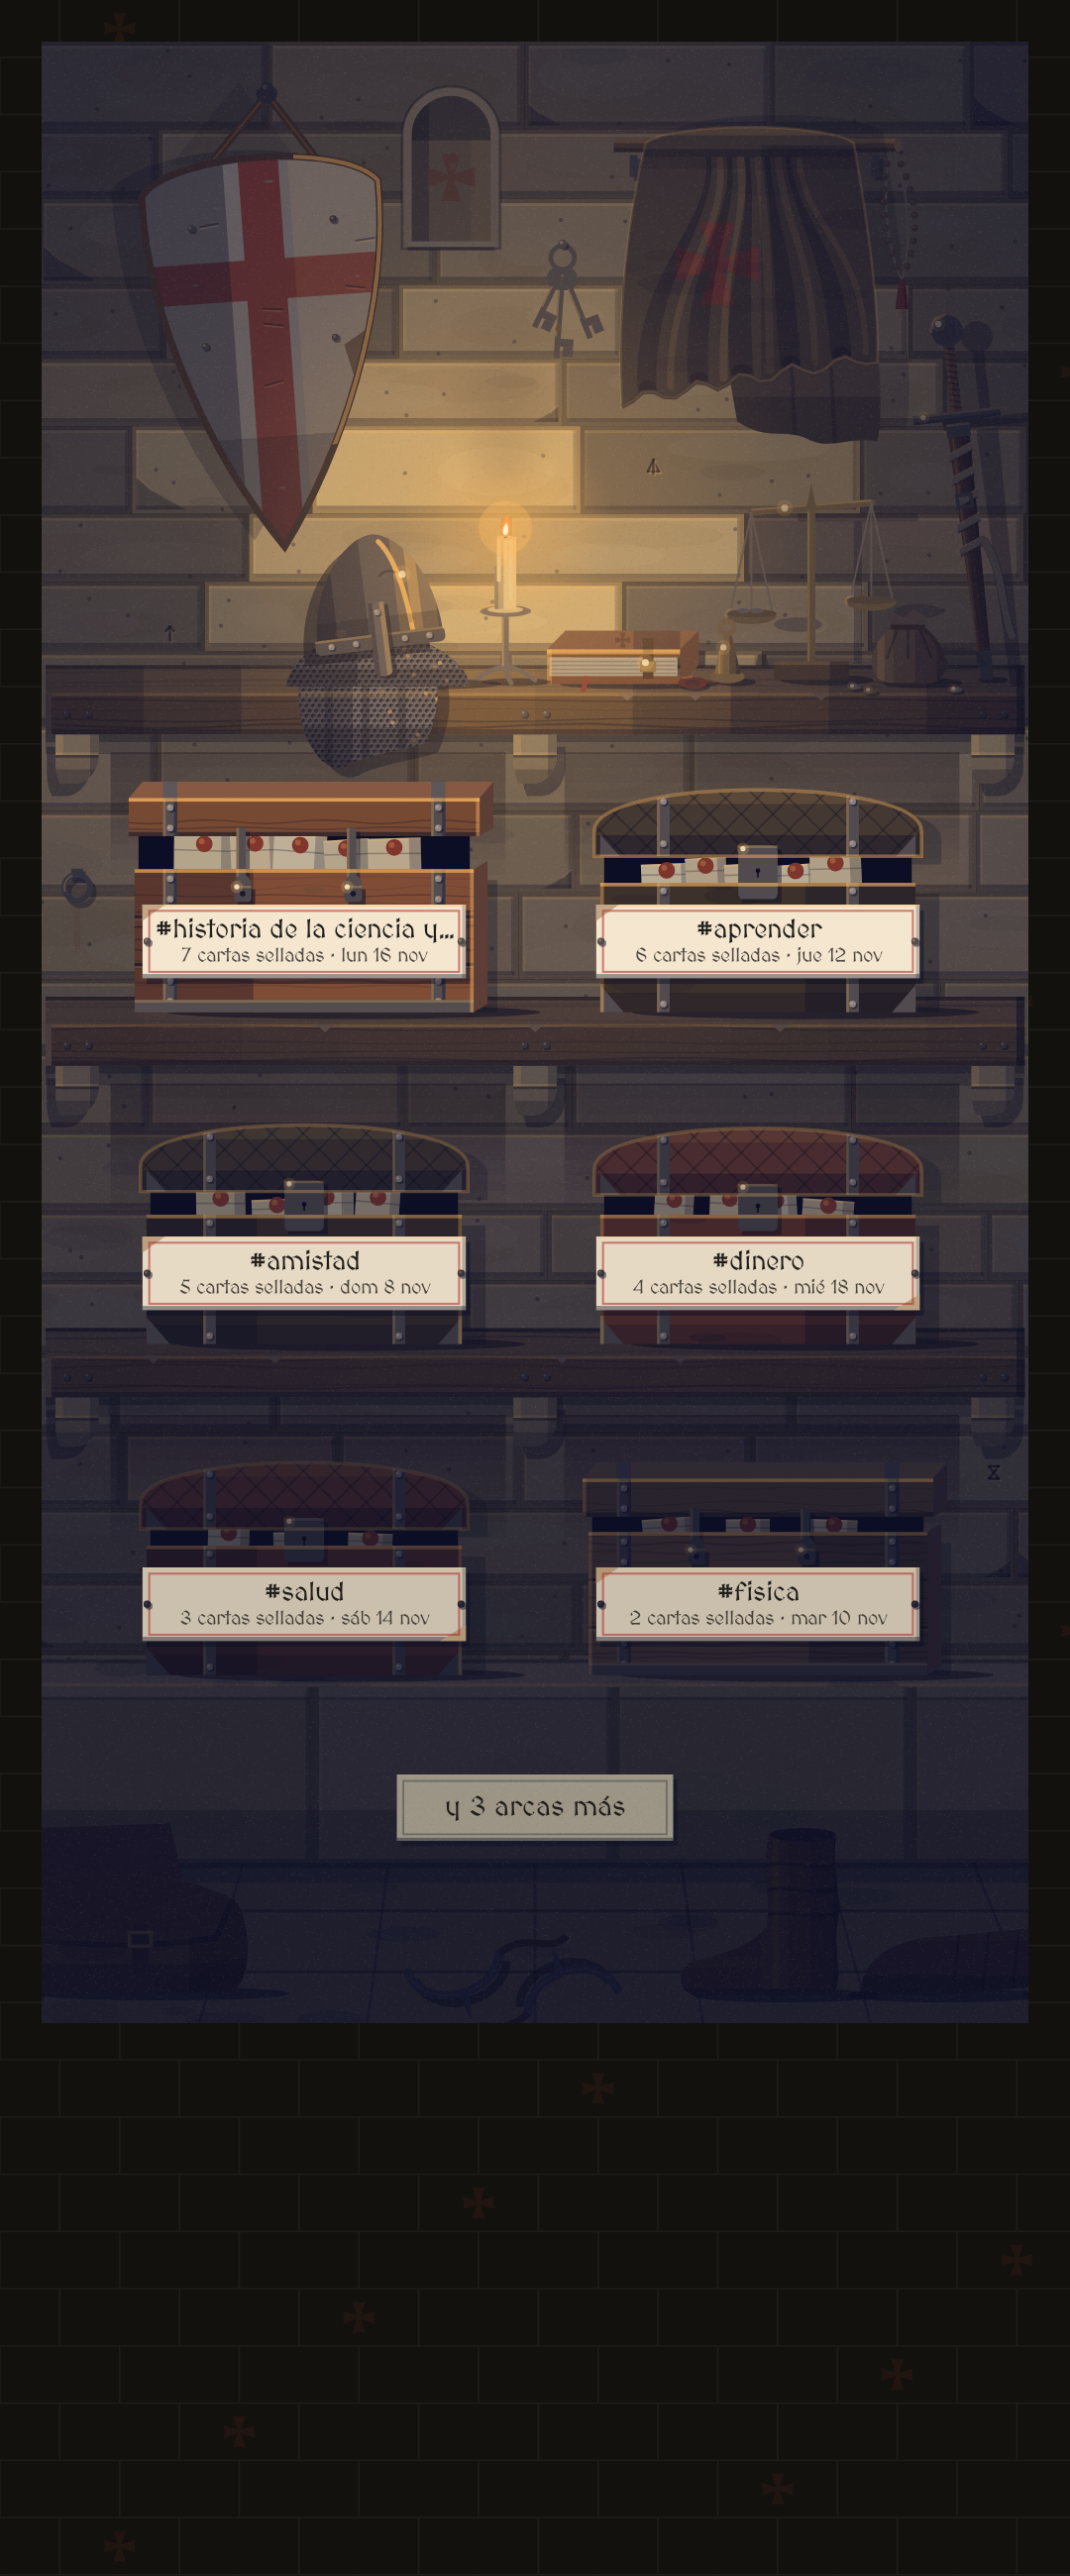 #historia de la ciencia y...
7 cartas selladas · lun 16 nov
#aprender
6 cartas selladas · jue 12 nov
#amistad
5 cartas selladas · dom 8 nov
#dinero
4 cartas selladas · mié 18 nov
#salud
3 cartas selladas · sáb 14 nov
#física
2 cartas selladas · mar 10 nov
y 3 arcas más